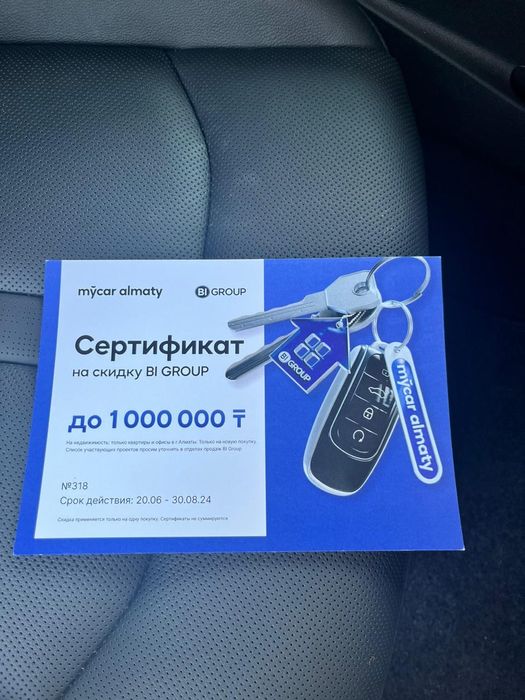 mycar almaty BI GROUP
Сертификат
на скидку BI GROUP
до 1 000 000 ₸
На недвижимость: только квартиры и офисы в г.Алматы. Только на новую покупку.
Список участвующих проектов просим уточнить в отделах продаж BI Group
№318
Срок действия: 20.06 - 30.08.24
Скидка применяется только на одну покупку. Сертификаты не суммируются
BI GROUP
mycar almaty